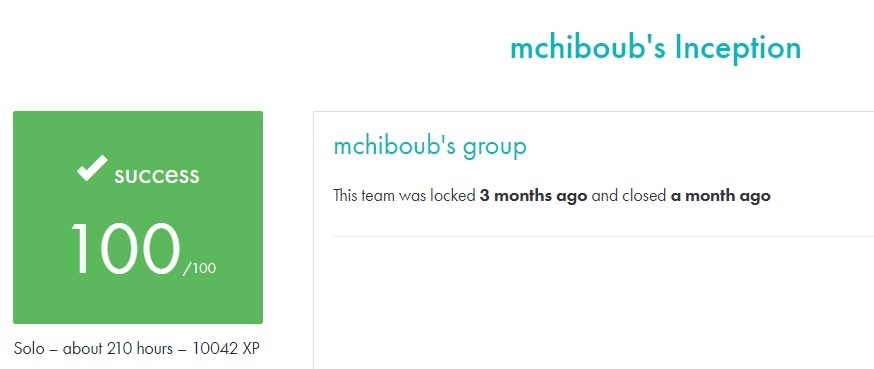 mchiboub's Inception
success
100/100
Solo – about 210 hours – 10042 XP
mchiboub's group
This team was locked 3 months ago and closed a month ago